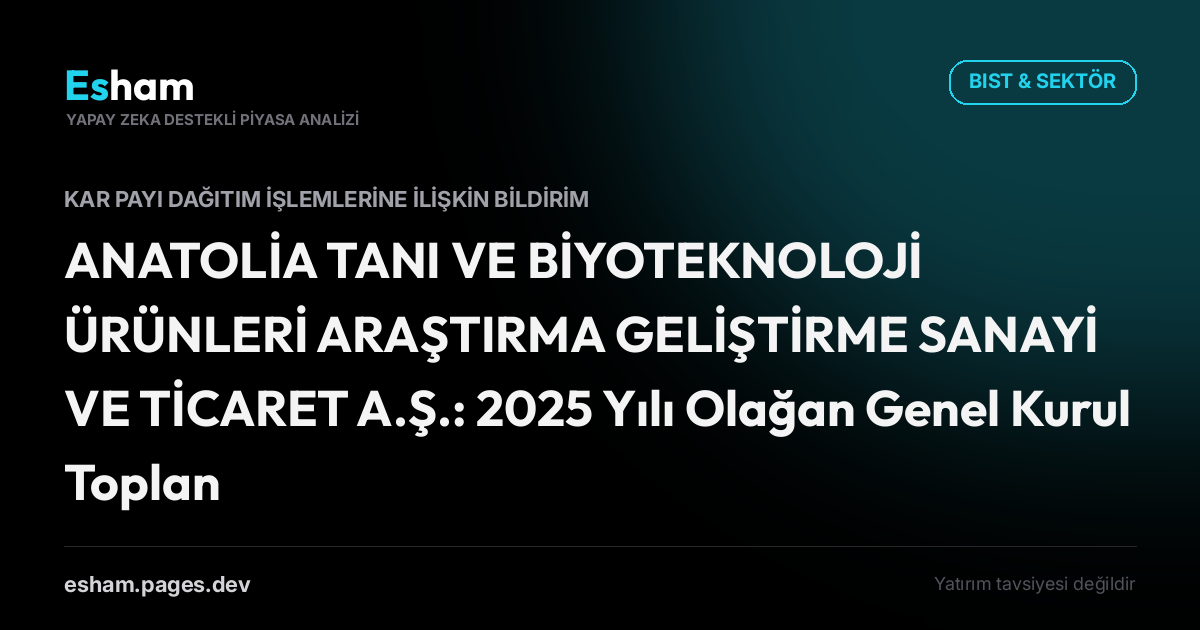 Esham
BIST & SEKTÖR
YAPAY ZEKA DESTEKLİ PİYASA ANALİZİ
KAR PAYI DAĞITIM İŞLEMLERİNE İLİŞKİN BİLDİRİM
ANATOLİA TANI VE BİYOTEKNOLOJİ
ÜRÜNLERİ ARAŞTIRMA GELİŞTİRME SANAYİ
VE TİCARET A.Ş.: 2025 Yılı Olağan Genel Kurul
Toplan
esham.pages.dev
Yatırım tavsiyesi değildir